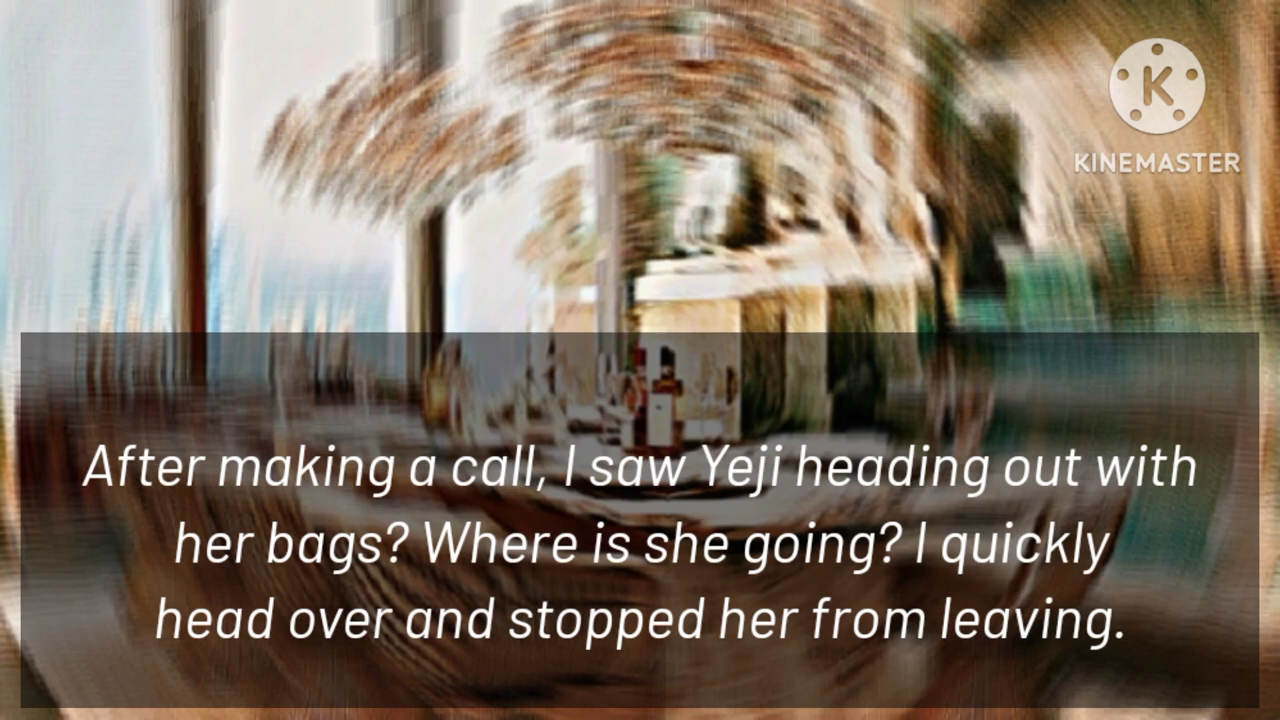 KINEMASTER
After making a call, I saw Yeji heading out with
her bags? Where is she going? I quickly
head over and stopped her from leaving.